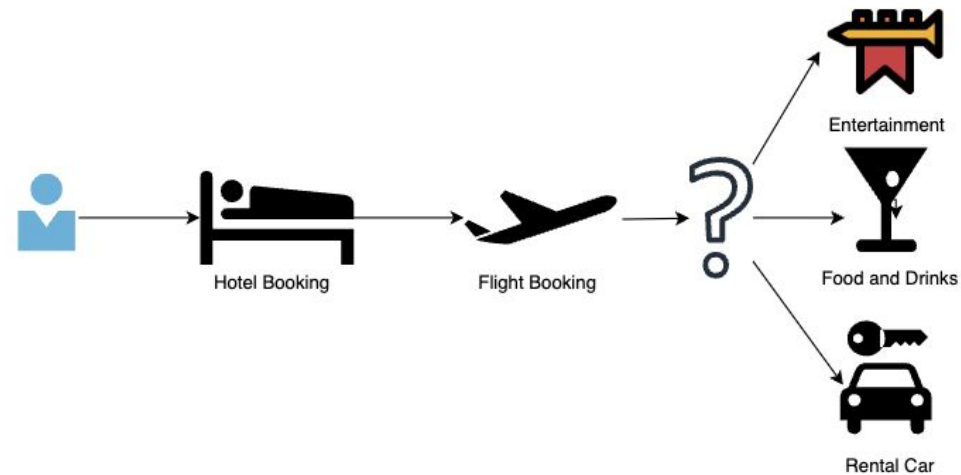 Entertainment
Hotel Booking
Flight Booking
?
Food and Drinks
Rental Car